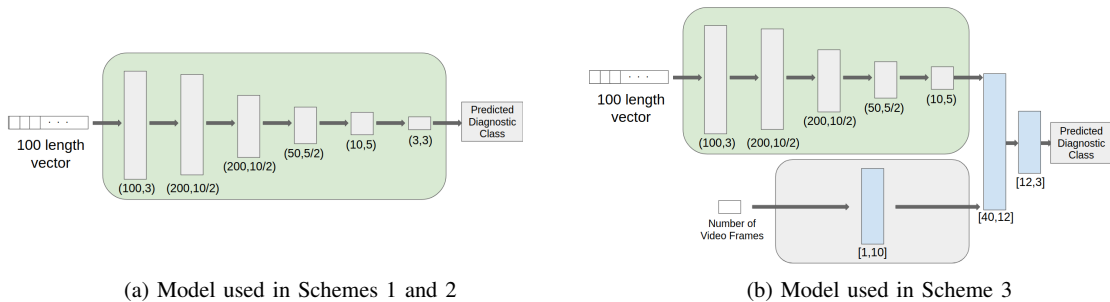 . . .
100 length
vector
(100,3)
(200,10/2)
(200,10/2)
(50,5/2)
(10,5)
(3,3)
Predicted
Diagnostic
Class
(a) Model used in Schemes 1 and 2
. . .
100 length
vector
(100,3)
(200,10/2)
(200,10/2)
(50,5/2)
(10,5)
Number of
Video Frames
[1,10]
[40,12]
[12,3]
Predicted
Diagnostic
Class
(b) Model used in Scheme 3